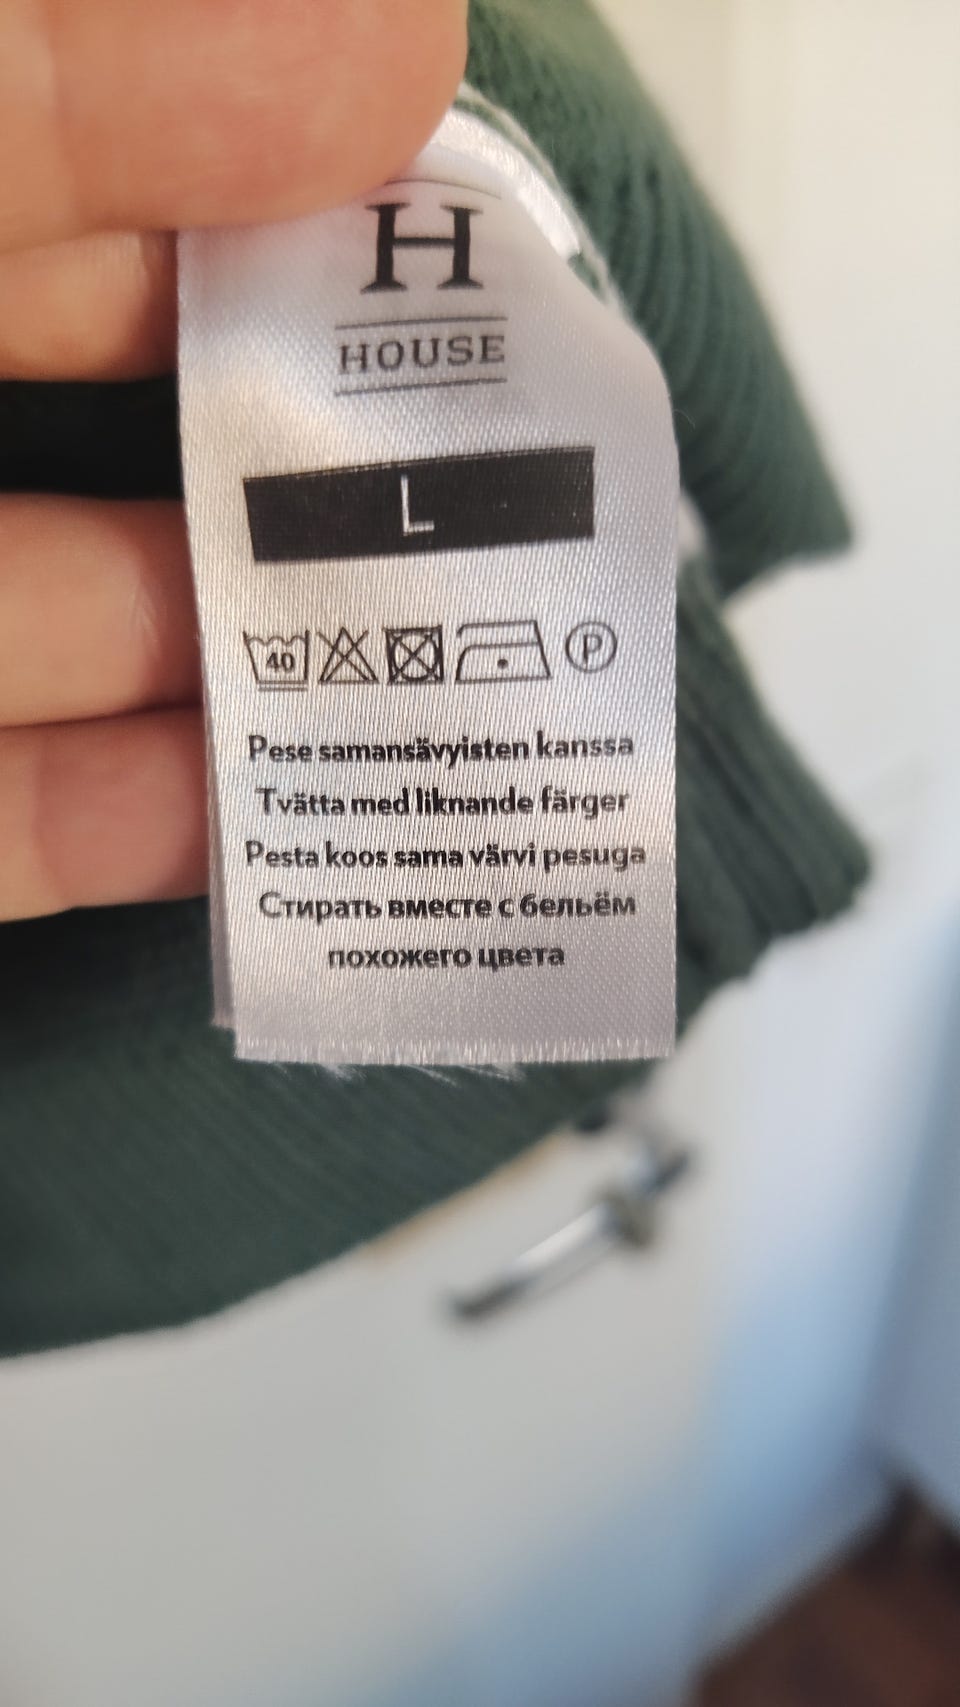 H
HOUSE
L
40 P
Pese samansävyisten kanssa
Tvätta med liknande färger
Pesta koos sama värvi pesuga
Стирать вместе с бельём
похожего цвета